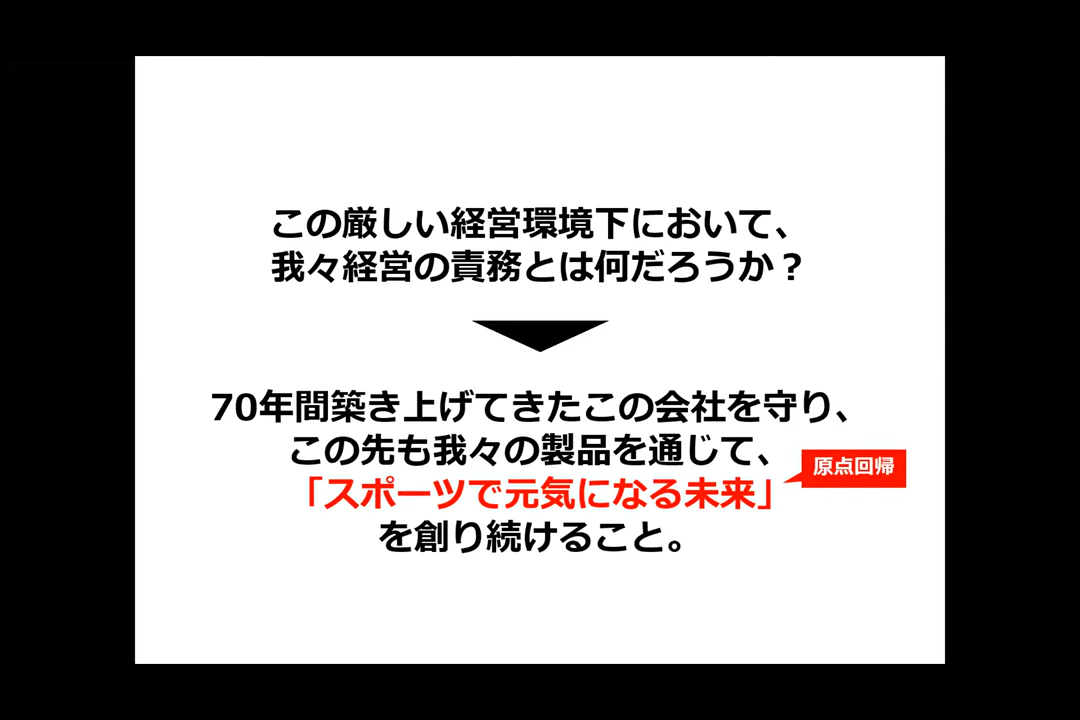 この厳しい経営環境下において、
我々経営の責務とは何だろうか？
70年間築き上げてきたこの会社を守り、
この先も我々の製品を通じて、
「スポーツで元気になる未来」
原点回帰
を創り続けること。